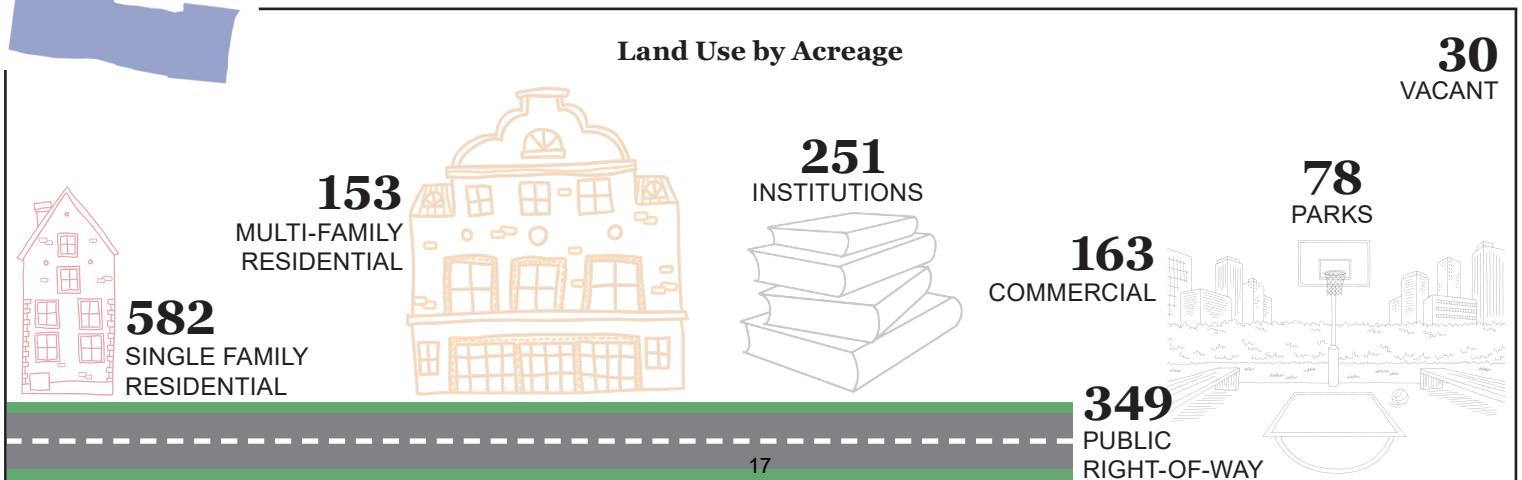 Land Use by Acreage
30
VACANT
153
MULTI-FAMILY
RESIDENTIAL
251
INSTITUTIONS
78
PARKS
163
COMMERCIAL
582
SINGLE FAMILY
RESIDENTIAL
349
PUBLIC
RIGHT-OF-WAY
17